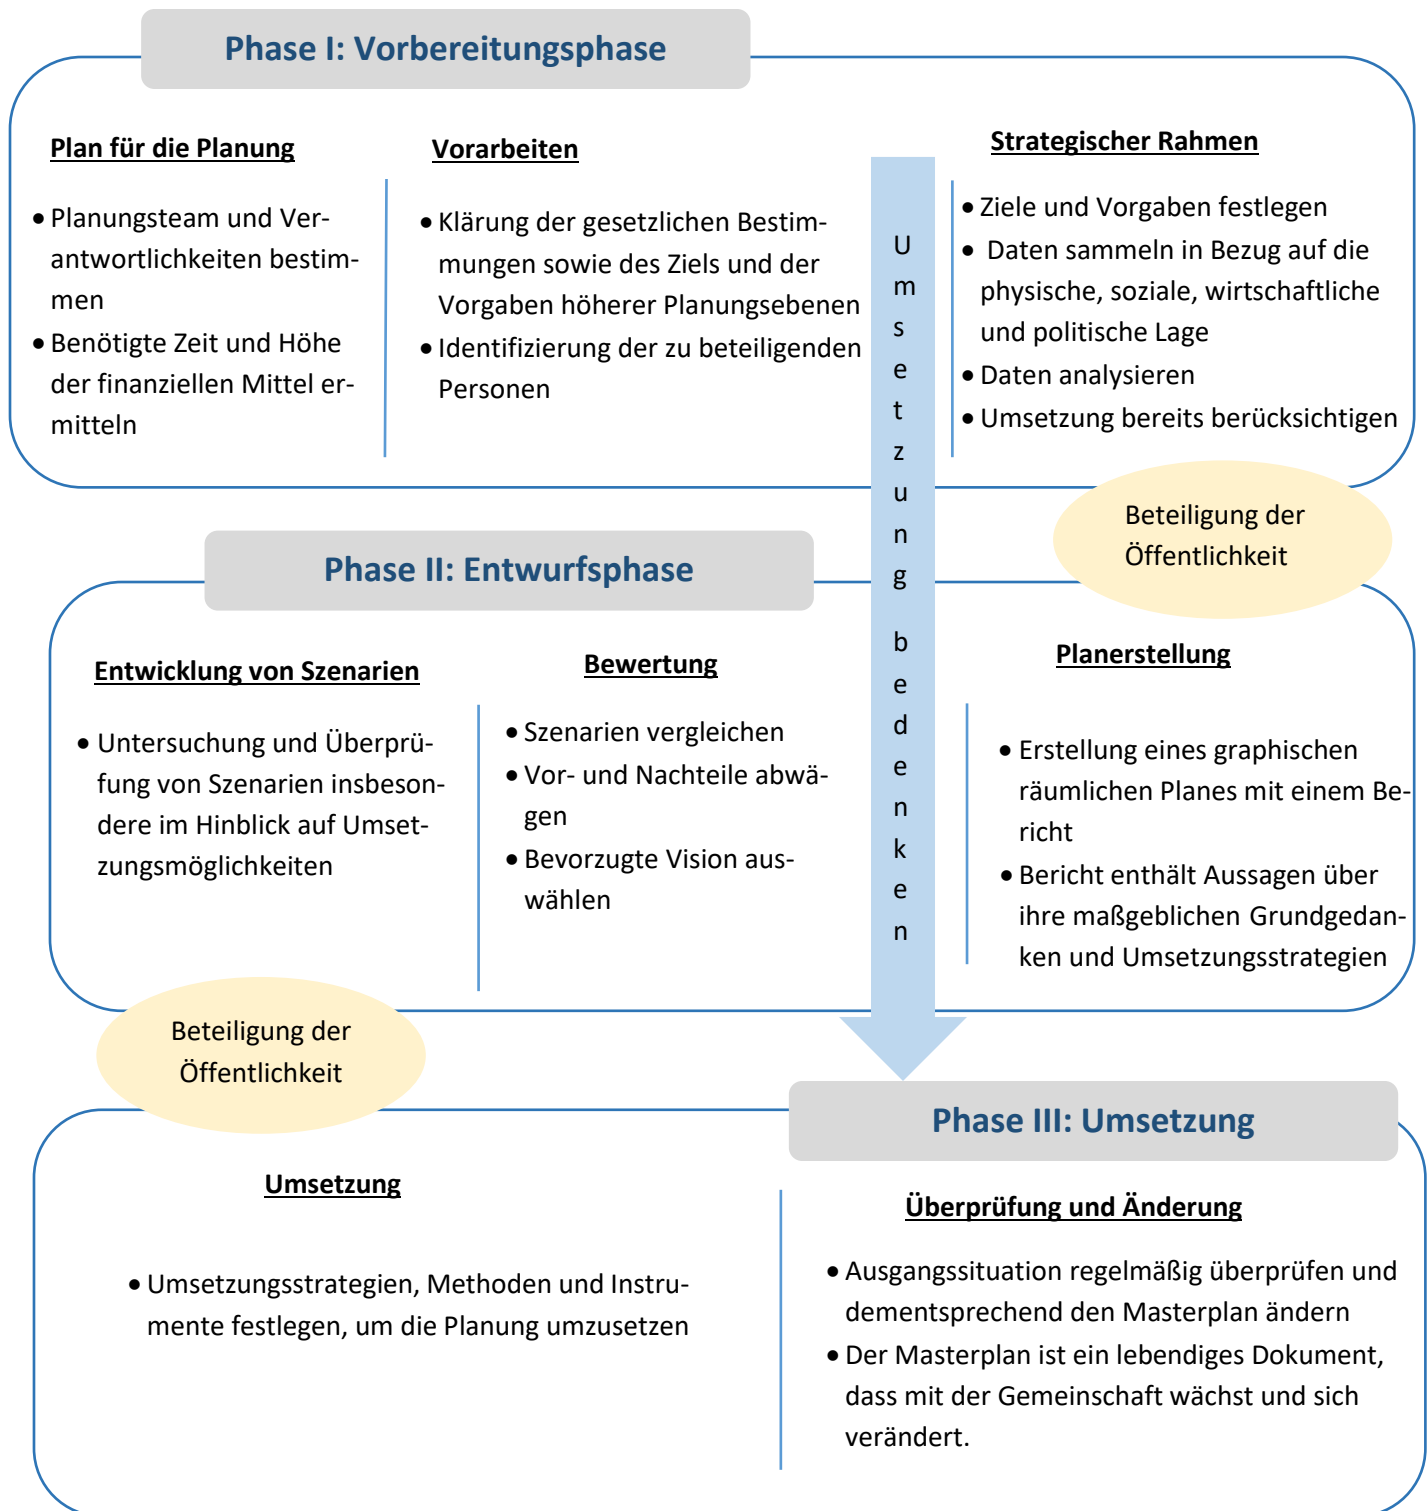 Phase I: Vorbereitungsphase
Plan für die Planung
• Planungsteam und Ver-
antwortlichkeiten bestim-
men
• Benötigte Zeit und Höhe
der finanziellen Mittel er-
mitteln
Vorarbeiten
• Klärung der gesetzlichen Bestim-
mungen sowie des Ziels und der
Vorgaben höherer Planungsebenen
• Identifizierung der zu beteiligenden
Personen
Umsetzung bedenken
Strategischer Rahmen
• Ziele und Vorgaben festlegen
• Daten sammeln in Bezug auf die
physische, soziale, wirtschaftliche
und politische Lage
• Daten analysieren
• Umsetzung bereits berücksichtigen
Beteiligung der
Öffentlichkeit
Phase II: Entwurfsphase
Entwicklung von Szenarien
• Untersuchung und Überprü-
fung von Szenarien insbeson-
dere im Hinblick auf Umset-
zungsmöglichkeiten
Bewertung
• Szenarien vergleichen
• Vor- und Nachteile abwä-
gen
• Bevorzugte Vision aus-
wählen
Planerstellung
• Erstellung eines graphischen
räumlichen Planes mit einem Be-
richt
• Bericht enthält Aussagen über
ihre maßgeblichen Grundgedan-
ken und Umsetzungsstrategien
Beteiligung der
Öffentlichkeit
Phase III: Umsetzung
Umsetzung
• Umsetzungsstrategien, Methoden und Instru-
mente festlegen, um die Planung umzusetzen
Überprüfung und Änderung
• Ausgangssituation regelmäßig überprüfen und
dementsprechend den Masterplan ändern
• Der Masterplan ist ein lebendiges Dokument,
dass mit der Gemeinschaft wächst und sich
verändert.